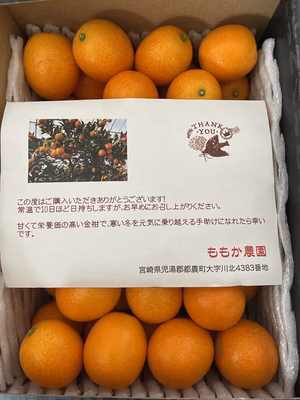 THANK
YOU
この度はご購入いただきありがとうございます!
常温で10日ほど日持ちしますが、お早めにお召し上がりください。
甘くて栄養価の高い金柑で、寒い冬を元気に乗り越える手助けになれたら幸い
です。
ももか農園
宮崎県児湯郡都農町大字川北4383番地